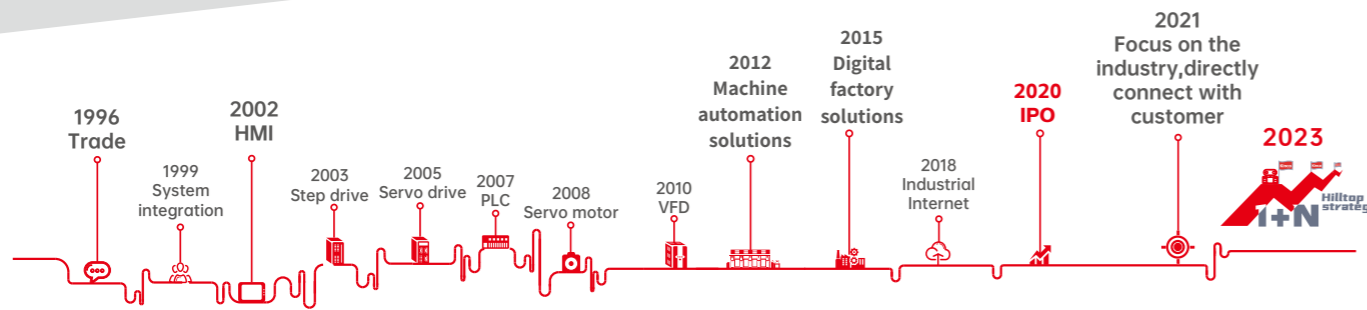 1996
Trade
1999
System
integration
2002
HMI
2003
Step drive
2005
Servo drive
2007
PLC
2008
Servo motor
2010
VFD
2012
Machine
automation
solutions
2015
Digital
factory
solutions
2018
Industrial
Internet
2020
IPO
2021
Focus on the
industry,directly
connect with
customer
2023
1+N
Hilltop
strateg